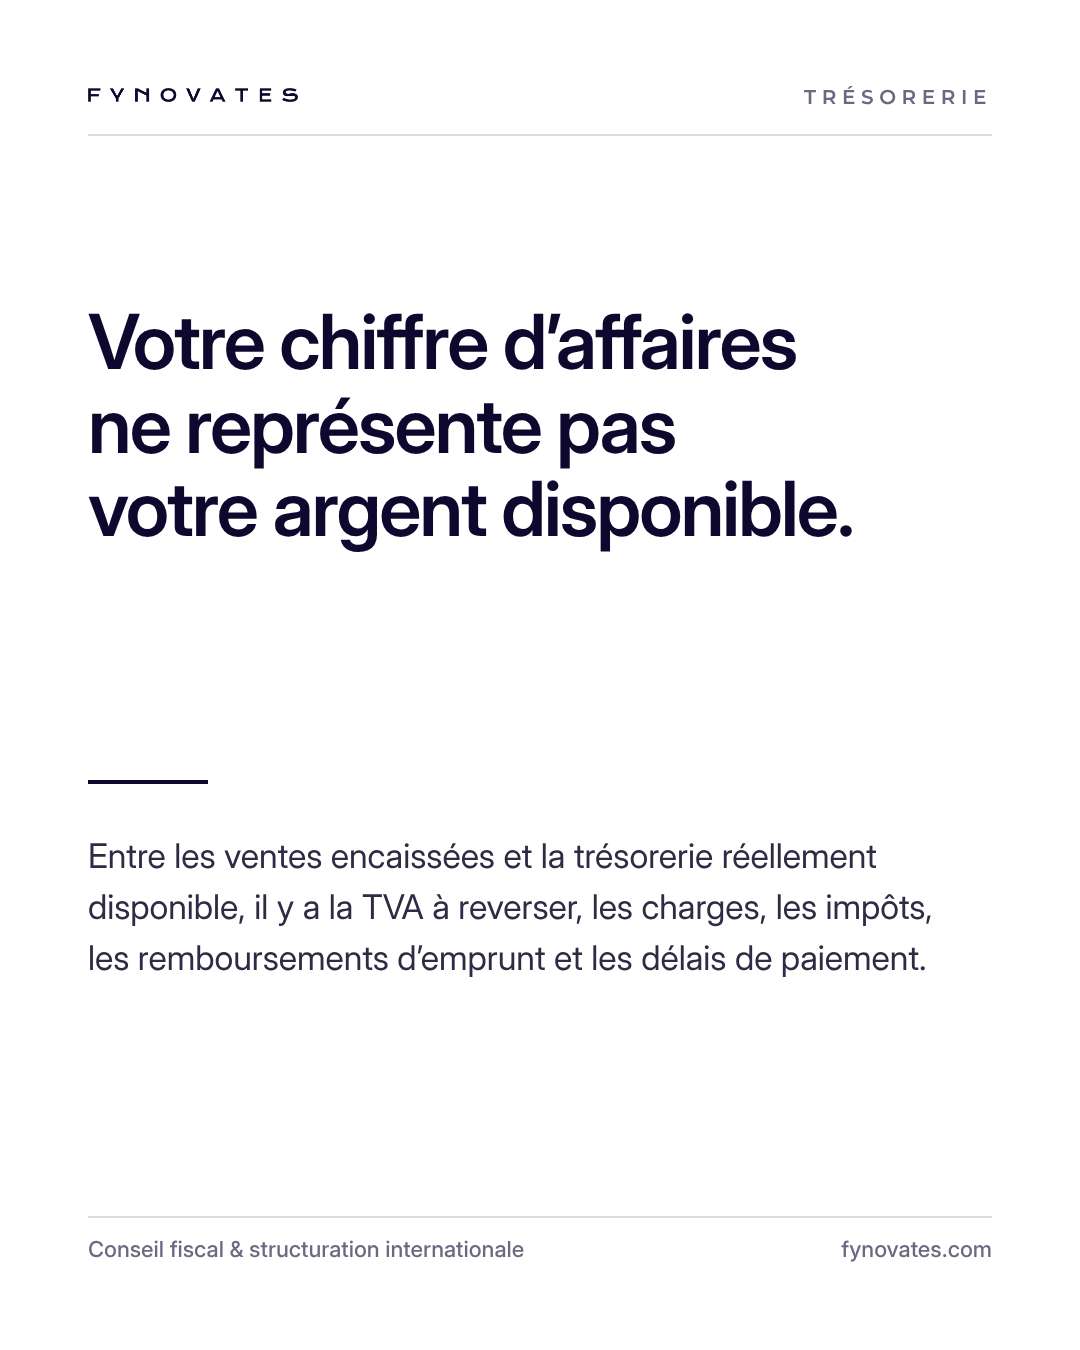 FYNOVATES
TRÉSORERIE
Votre chiffre d’affaires
ne représente pas
votre argent disponible.
Entre les ventes encaissées et la trésorerie réellement
disponible, il y a la TVA à reverser, les charges, les impôts,
les remboursements d’emprunt et les délais de paiement.
Conseil fiscal & structuration internationale
fynovates.com